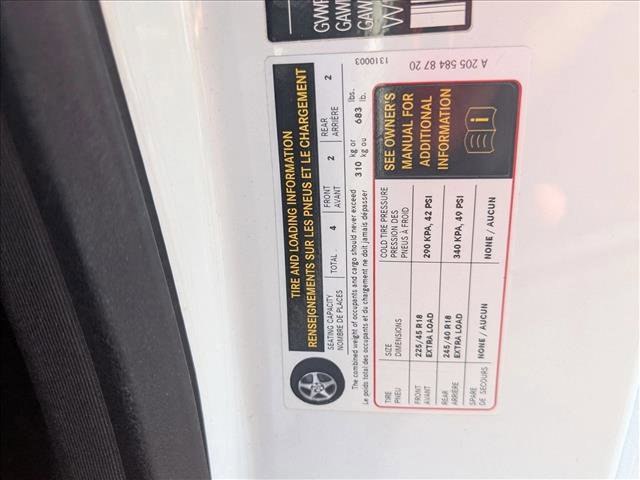 GVWR
GAWR
GAW
TIRE AND LOADING INFORMATION
RENSEIGNEMENTS SUR LES PNEUS ET LE CHARGEMENT
SEATING CAPACITY
NOMBRE DE PLACES
TOTAL - 4
FRONT
AVANT
2
REAR
ARRIÈRE
2
The combined weight of occupants and cargo should never exceed 310 kg or 683 lbs.
Le poids total des occupants et du chargement ne doit jamais dépasser kg ou lb.
TIRE
PNEU
SIZE
DIMENSIONS
COLD TIRE PRESSURE
PRESSION DES
PNEUS À FROID
FRONT
AVANT
225/45 R18
EXTRA LOAD
290 KPA, 42 PSI
REAR
ARRIÈRE
245/40 R18
EXTRA LOAD
340 KPA, 49 PSI
SPARE
DE SECOURS
NONE / AUCUN
NONE / AUCUN
SEE OWNER'S
MANUAL FOR
ADDITIONAL
INFORMATION
1310003
A 205 584 87 20